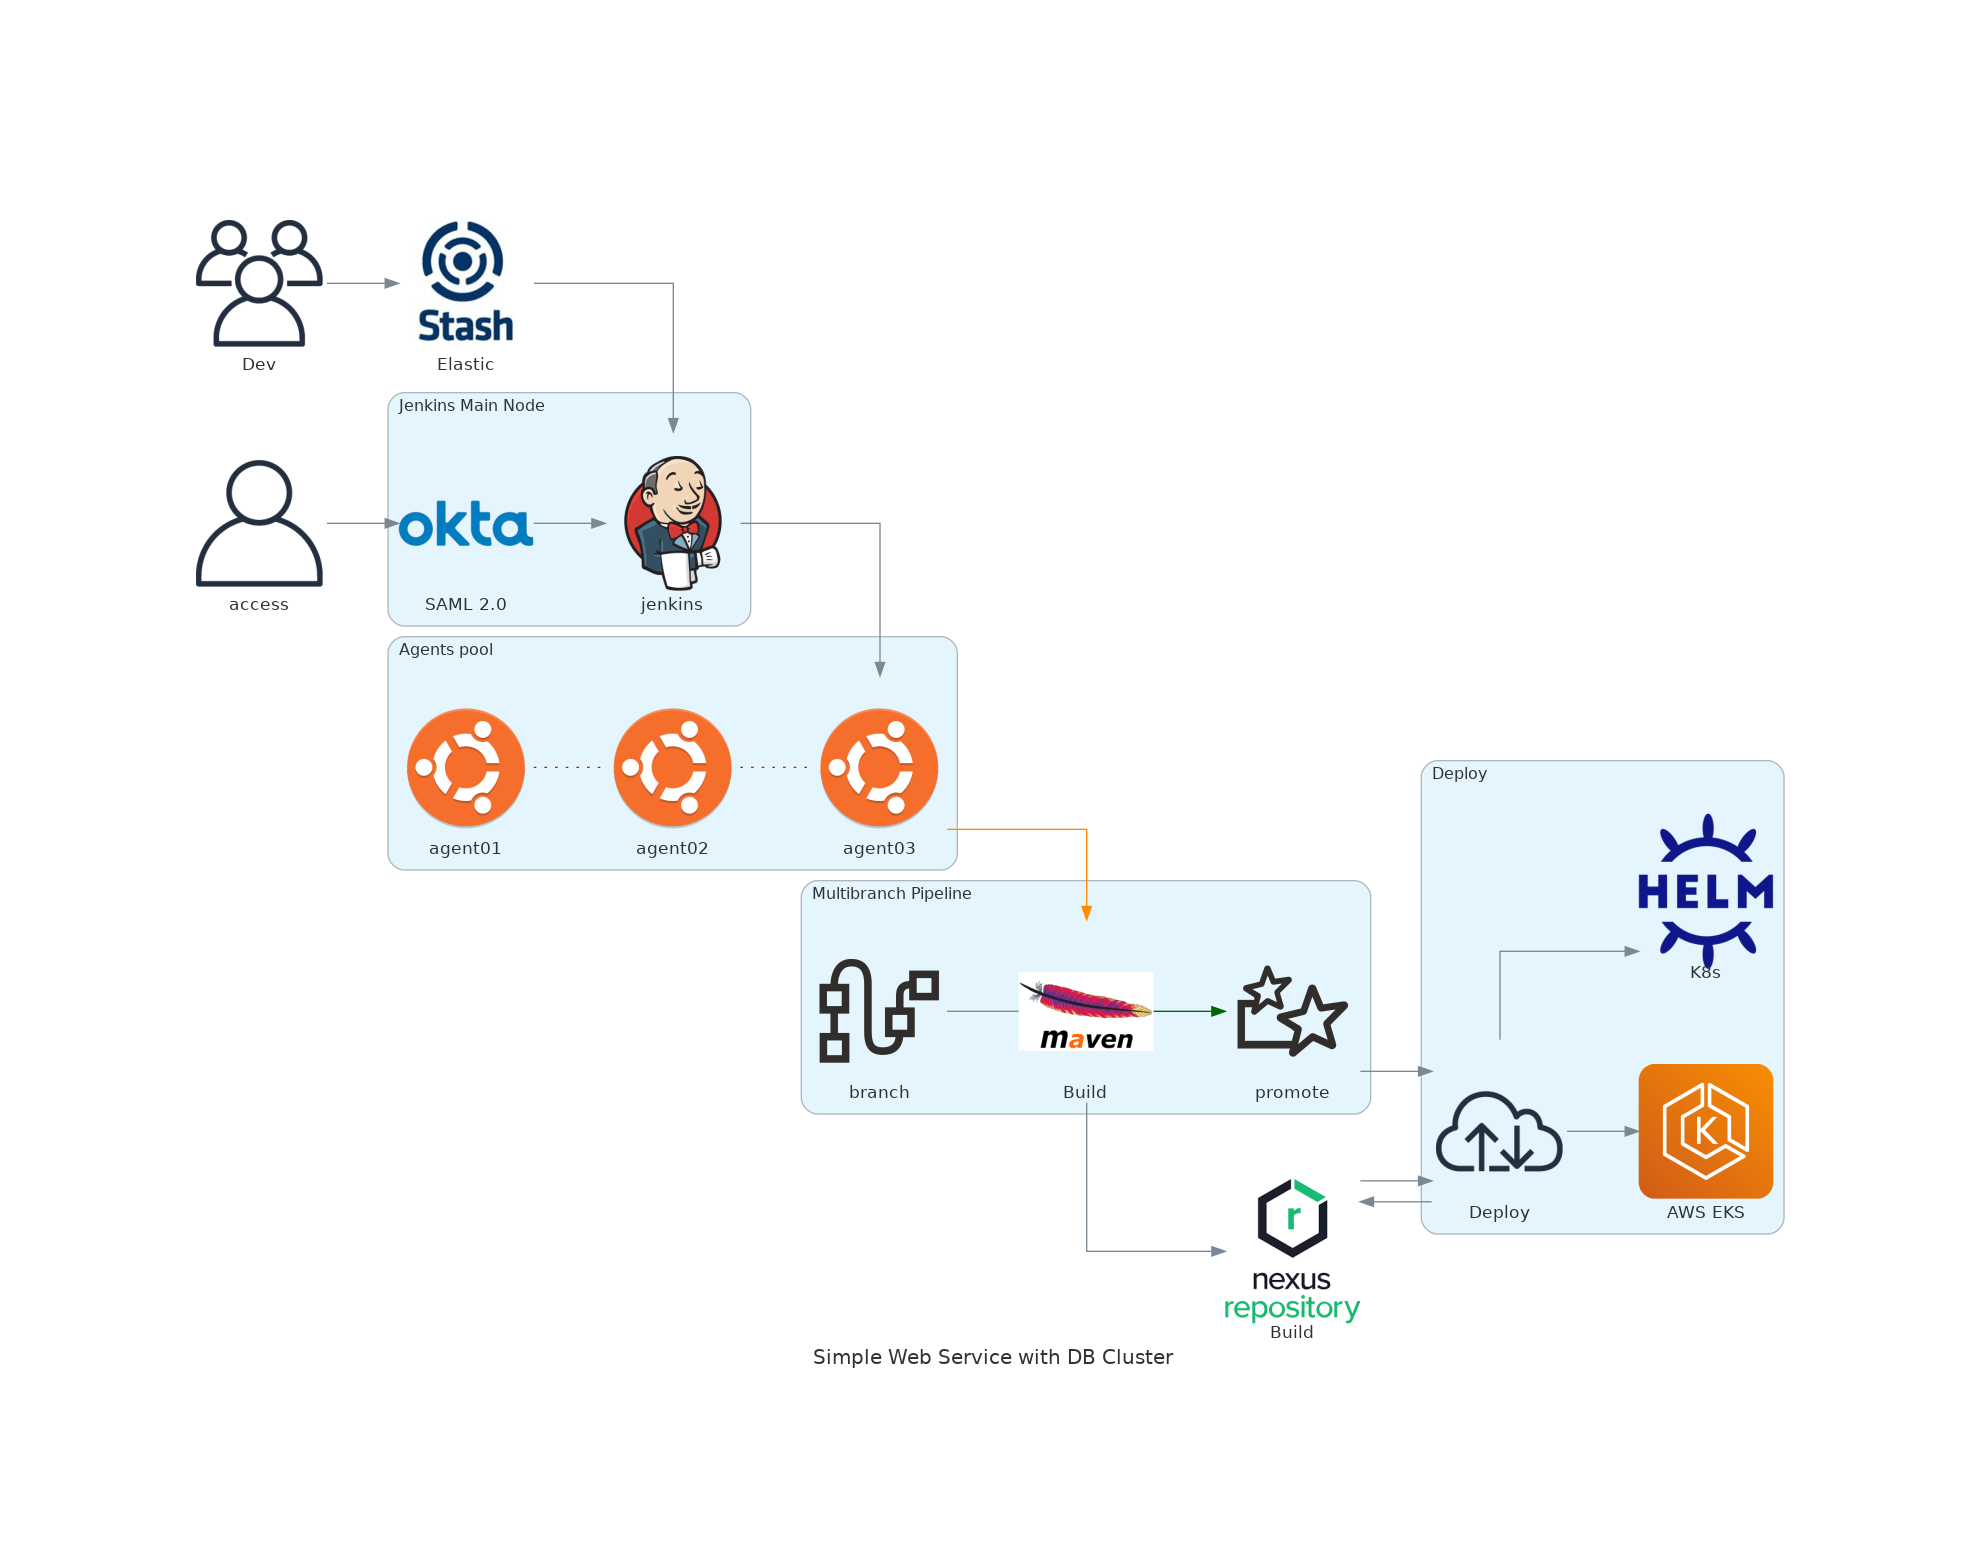 Stash
Dev
Elastic
Jenkins Main Node
okta
access
SAML 2.0
jenkins
Agents pool
agent01
agent02
agent03
Multibranch Pipeline
maven
branch
Build
promote
Deploy
HELM
K8s
K
Deploy
AWS EKS
r
nexus
repository
Build
Simple Web Service with DB Cluster